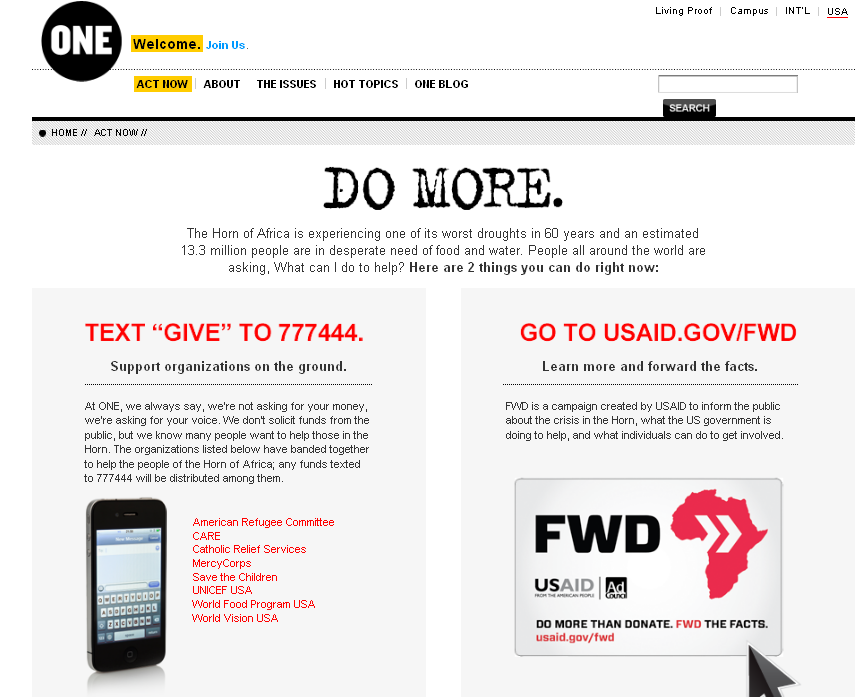 Living Proof | Campus | INT'L | USA
ONE
Welcome. Join Us.
ACT NOW | ABOUT THE ISSUES | HOT TOPICS | ONE BLOG
SEARCH
HOME // ACT NOW //
DO MORE.
The Horn of Africa is experiencing one of its worst droughts in 60 years and an estimated
13.3 million people are in desperate need of food and water. People all around the world are
asking, What can I do to help? Here are 2 things you can do right now:
TEXT “GIVE” TO 777444.
Support organizations on the ground.
At ONE, we always say, we're not asking for your money,
we're asking for your voice. We don't solicit funds from the
public, but we know many people want to help those in the
Horn. The organizations listed below have banded together
to help the people of the Horn of Africa; any funds texted
to 777444 will be distributed among them.
New Message
American Refugee Committee
CARE
Catholic Relief Services
MercyCorps
Save the Children
UNICEF USA
World Food Program USA
World Vision USA
GO TO USAID.GOV/FWD
Learn more and forward the facts.
FWD is a campaign created by USAID to inform the public
about the crisis in the Horn, what the US government is
doing to help, and what individuals can do to get involved.
FWD
USAID | Ad Council
FROM THE AMERICAN PEOPLE
DO MORE THAN DONATE. FWD THE FACTS.
usaid.gov/fwd